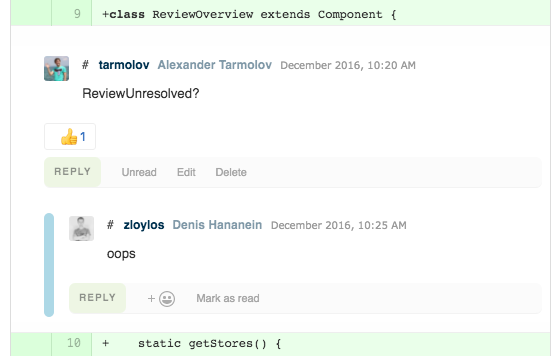 9 +class ReviewOverview extends Component {
# tarmolov Alexander Tarmolov December 2016, 10:20 AM
ReviewUnresolved?
👍 1
REPLY Unread Edit Delete
# zloylos Denis Hananein December 2016, 10:25 AM
oops
REPLY + Mark as read
10 + static getStores() {